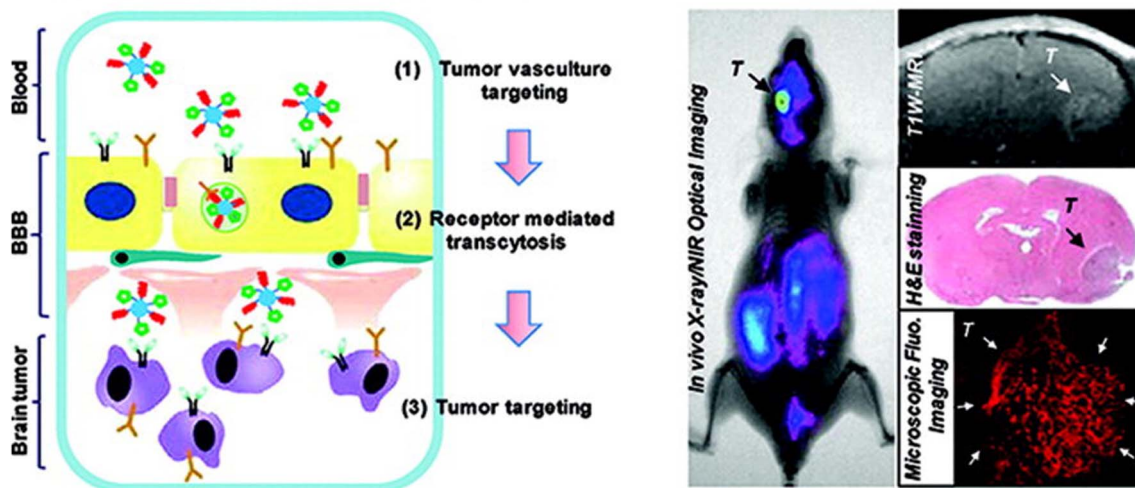 Blood
BBB
Brain tumor
(1) Tumor vasculture
targeting
(2) Receptor mediated
transcytosis
(3) Tumor targeting
In vivo X-ray/NIR Optical Imaging
T
T1W-MRI
T
H&E stainning
T
Microscopic Fluo.
Imaging
T